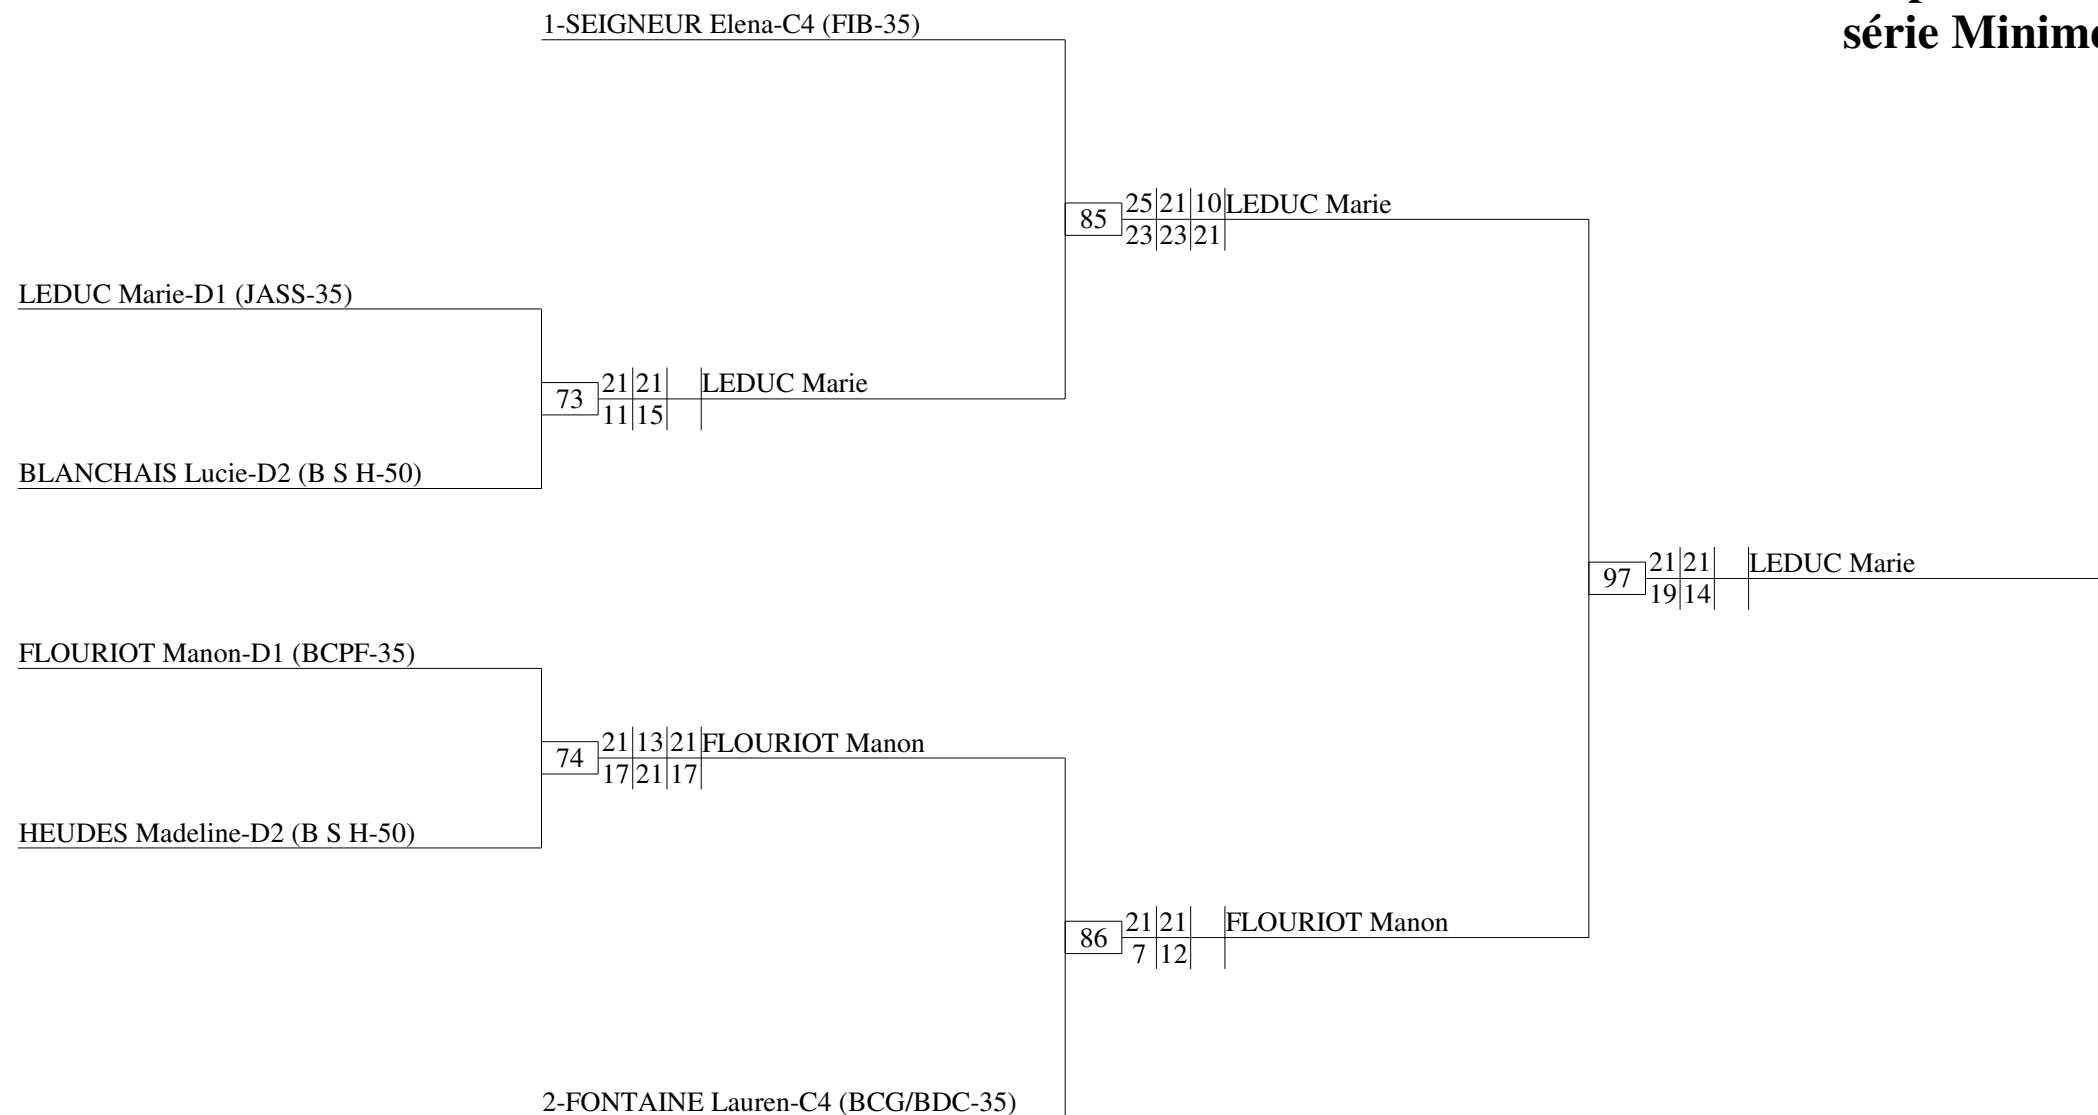 1-SEIGNEUR Elena-C4 (FIB-35)
série
25 21 10 LEDUC Marie
85
23 23 21
LEDUC Marie-D1 (JASS-35)
21 21 LEDUC Marie
73
11 15
BLANCHAIS Lucie-D2 (B S H-50)
21 21 LEDUC Marie
97
19 14
FLOURIOT Manon-D1 (BCPF-35)
21 13 21 FLOURIOT Manon
74
17 21 17
HEUDES Madeline-D2 (B S H-50)
21 21 FLOURIOT Manon
86
7 12
2-FONTAINE Lauren-C4 (BCG/BDC-35)